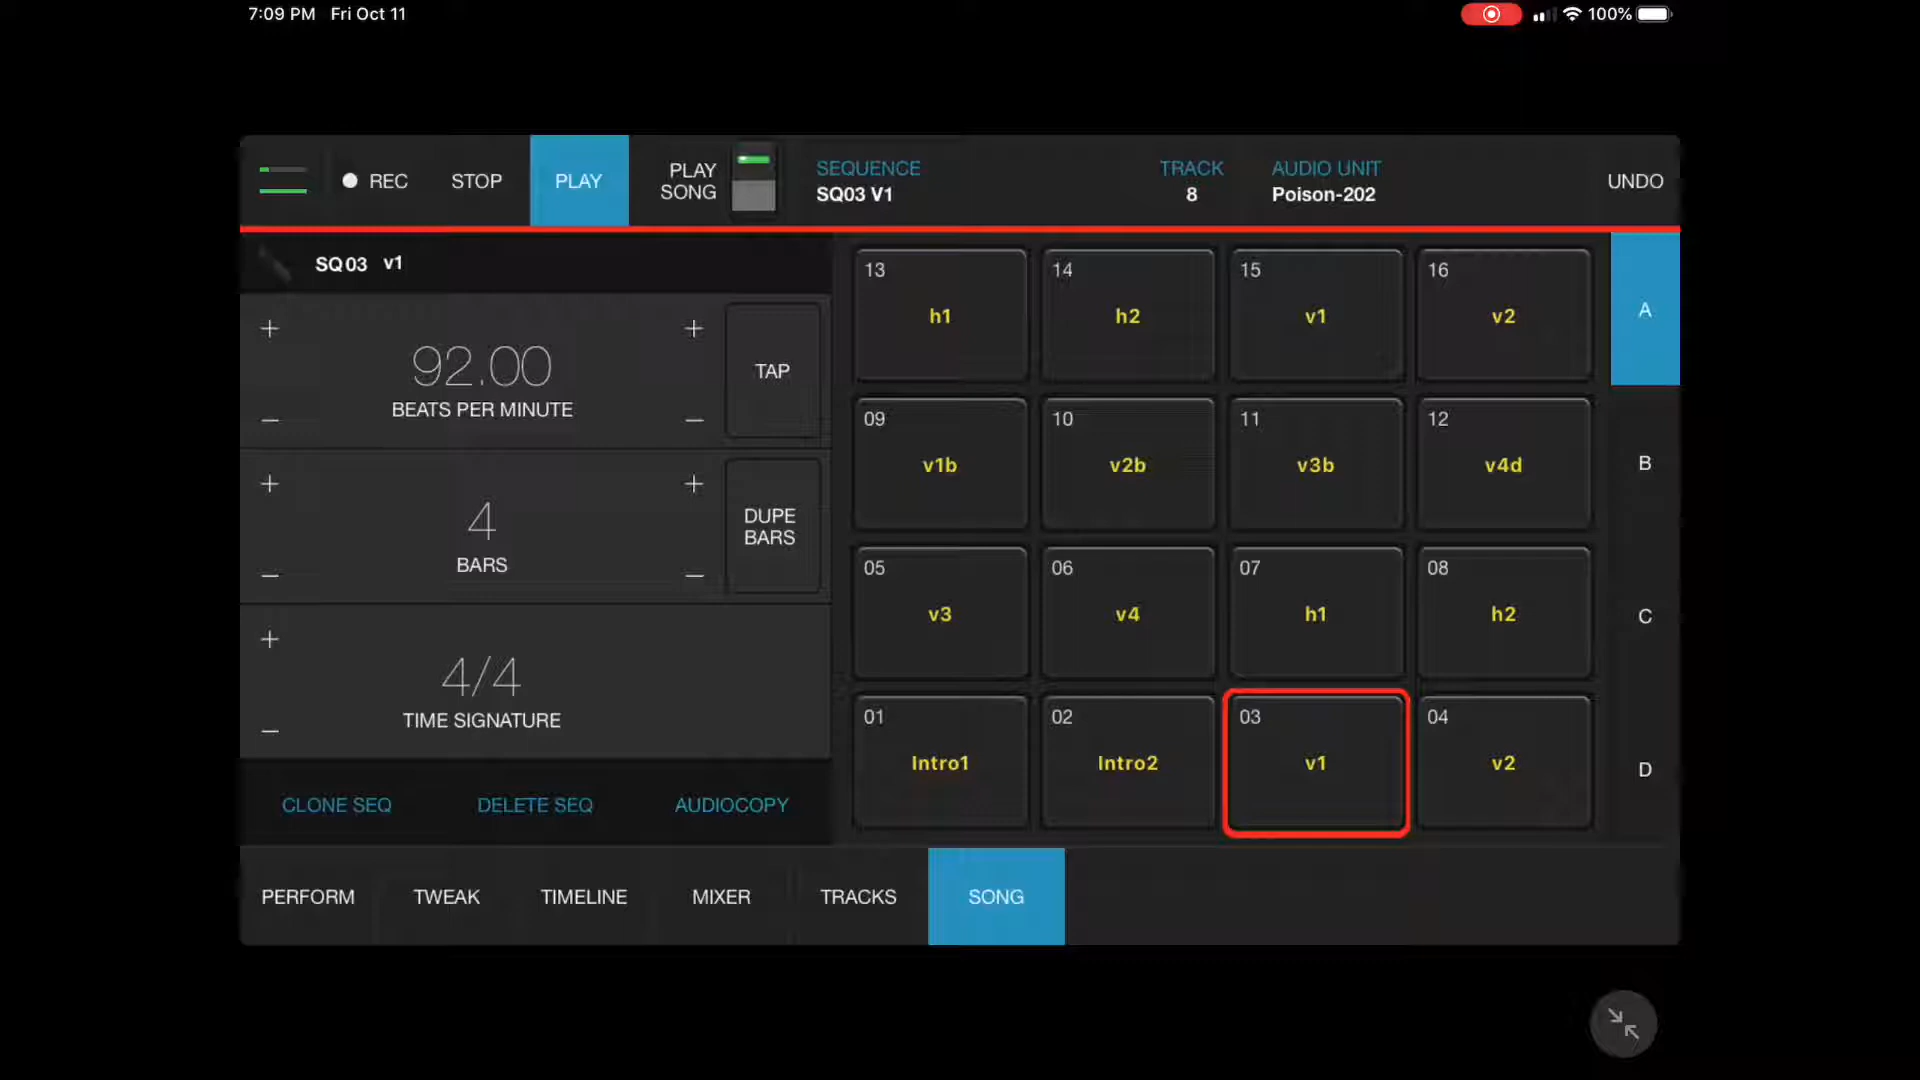 7:09 PM Fri Oct 11
100%
REC
STOP
PLAY
PLAY
SONG
SEQUENCE
SQ03 V1
TRACK
8
AUDIO UNIT
Poison-202
UNDO
SQ03 v1
+ +
92.00
BEATS PER MINUTE
− −
TAP
+ +
4
BARS
− −
DUPE
BARS
+
4/4
TIME SIGNATURE
−
CLONE SEQ
DELETE SEQ
AUDIOCOPY
13
h1
14
h2
15
v1
16
v2
09
v1b
10
v2b
11
v3b
12
v4d
05
v3
06
v4
07
h1
08
h2
01
Intro1
02
Intro2
03
v1
04
v2
A
B
C
D
PERFORM
TWEAK
TIMELINE
MIXER
TRACKS
SONG